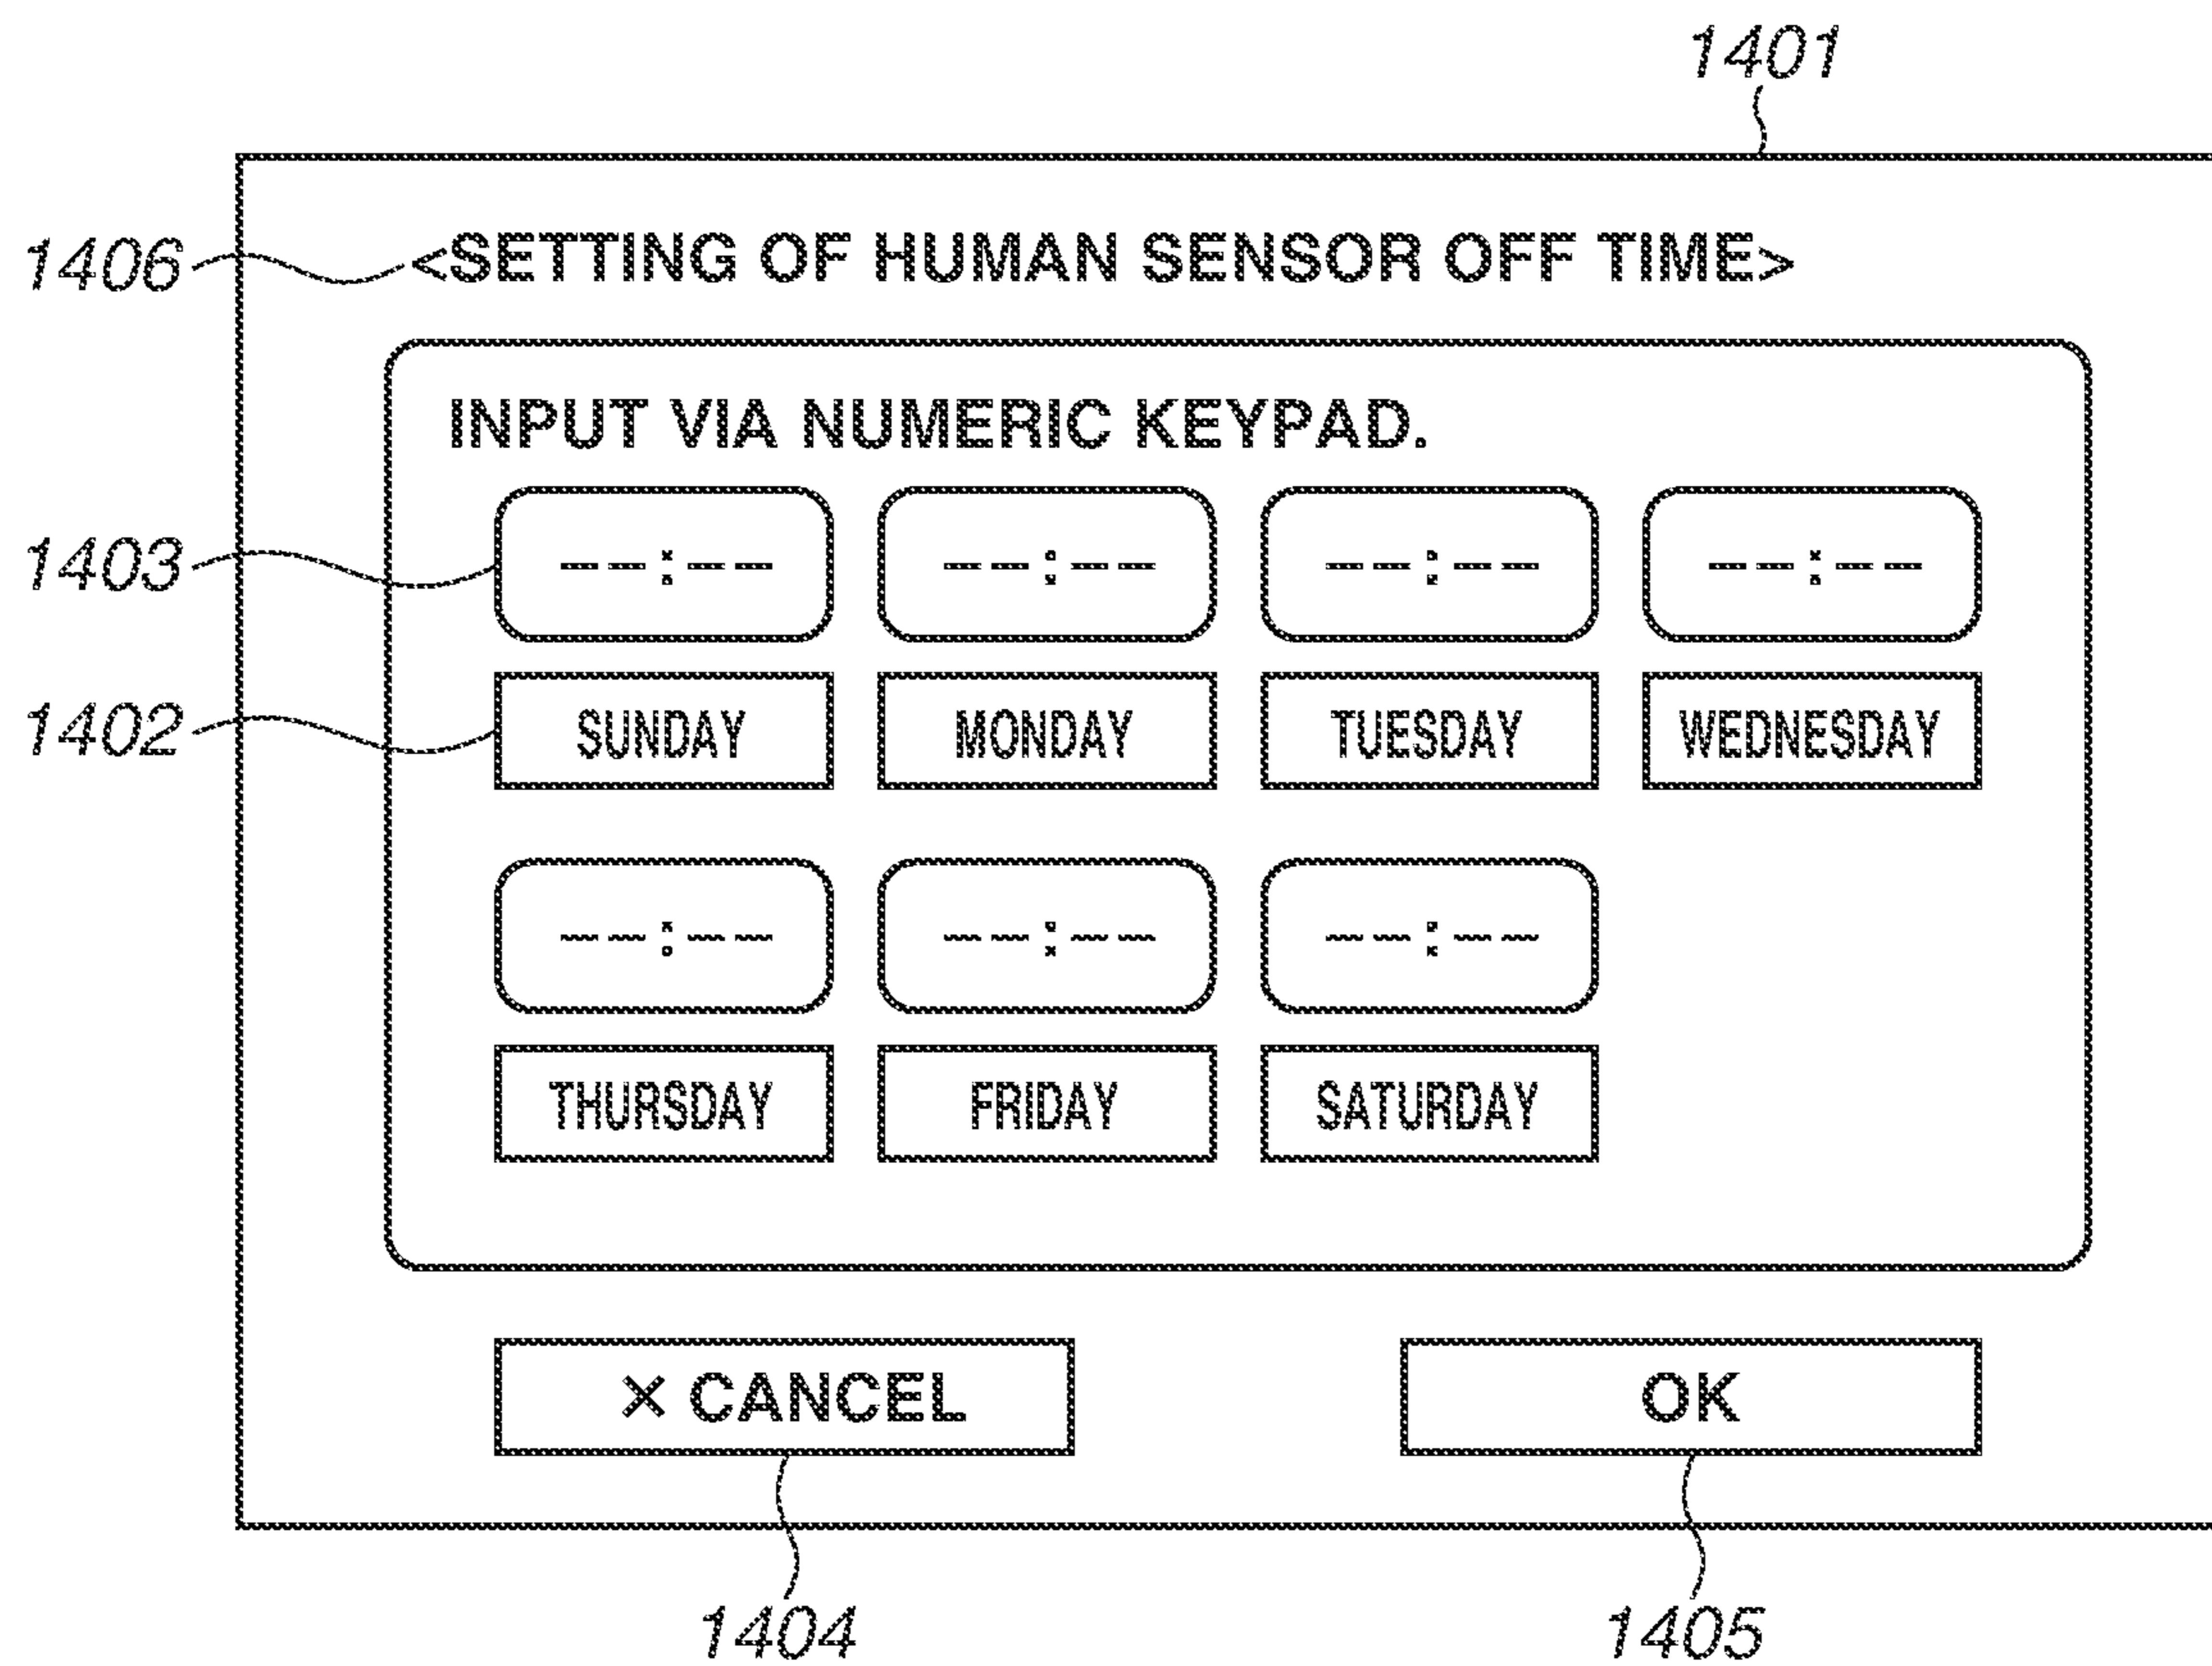 1401
1406 <SETTING OF HUMAN SENSOR OFF TIME>
INPUT VIA NUMERIC KEYPAD.
1403 --:-- --:-- --:-- --:--
1402 SUNDAY MONDAY TUESDAY WEDNESDAY
--:-- --:-- --:--
THURSDAY FRIDAY SATURDAY
× CANCEL OK
1404 1405